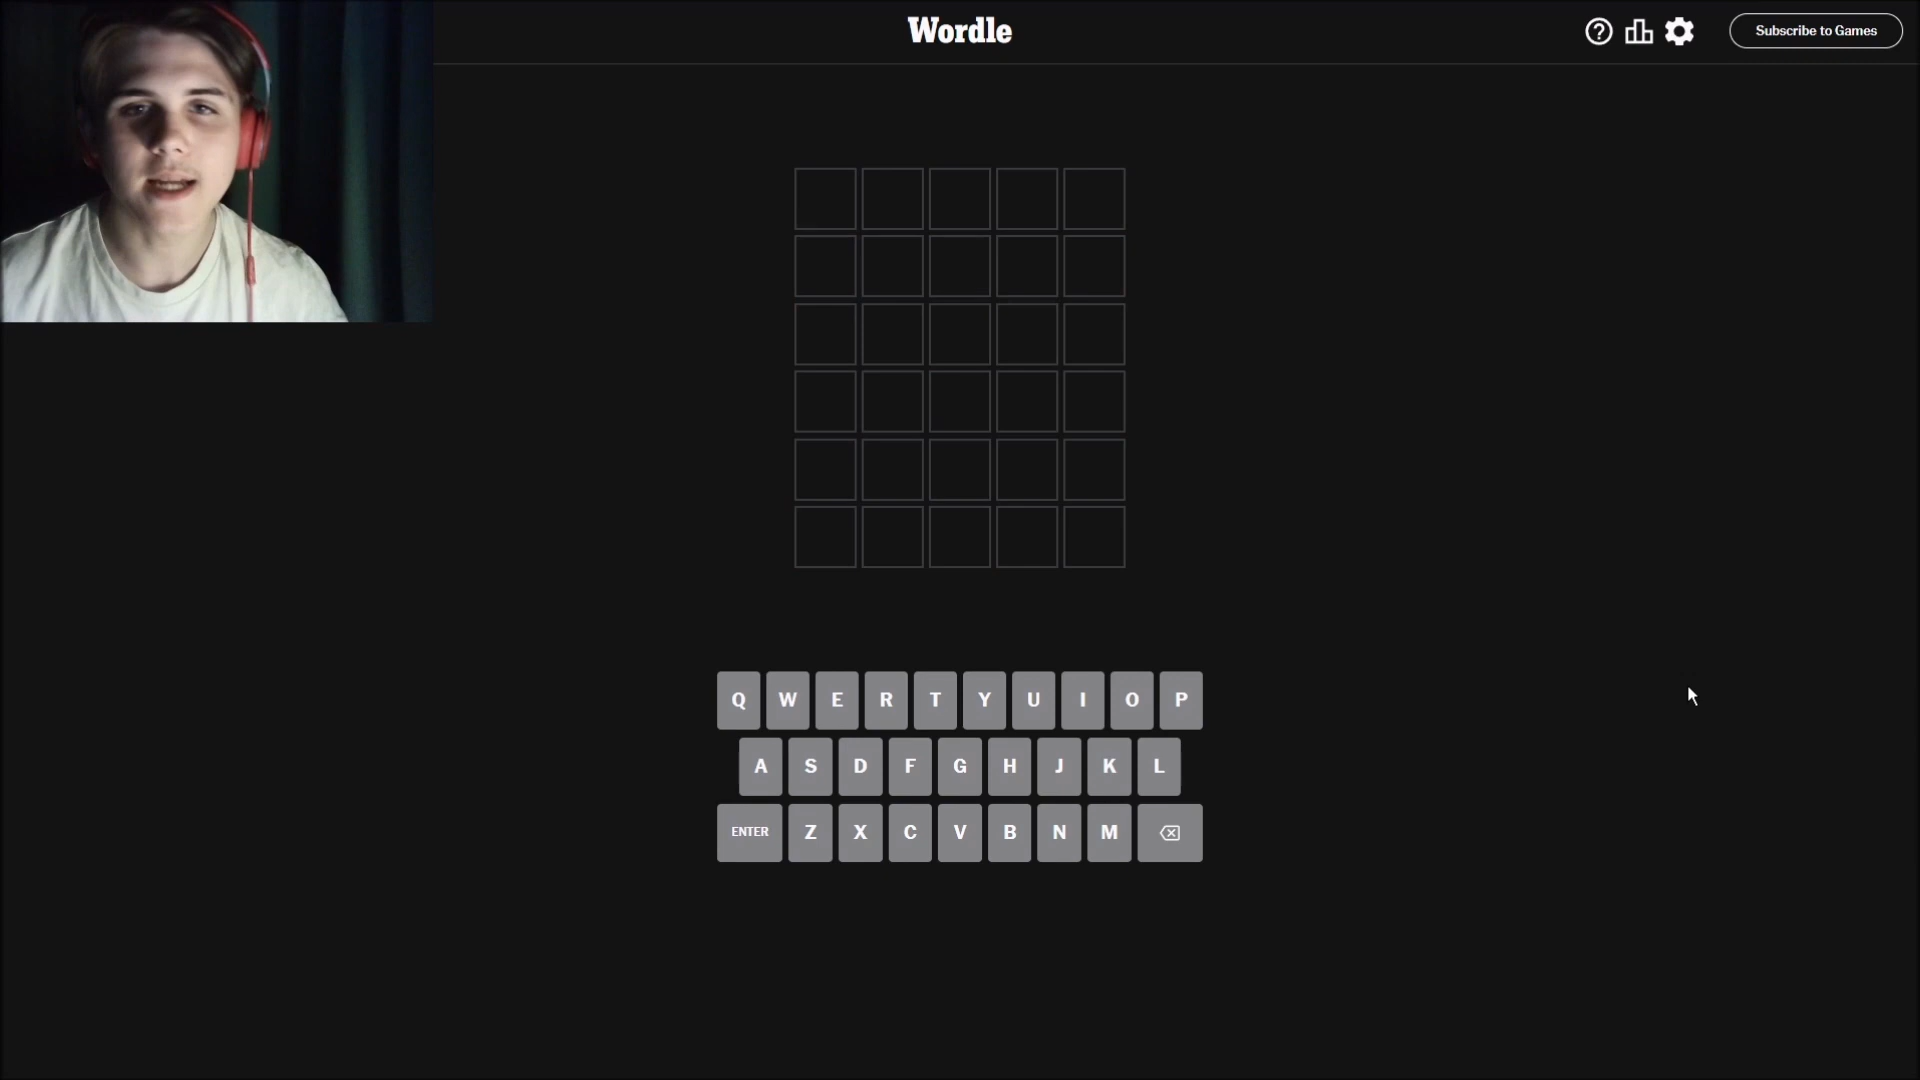 Wordle
Subscribe to Games
Q W E R T Y U I O P
A S D F G H J K L
ENTER Z X C V B N M